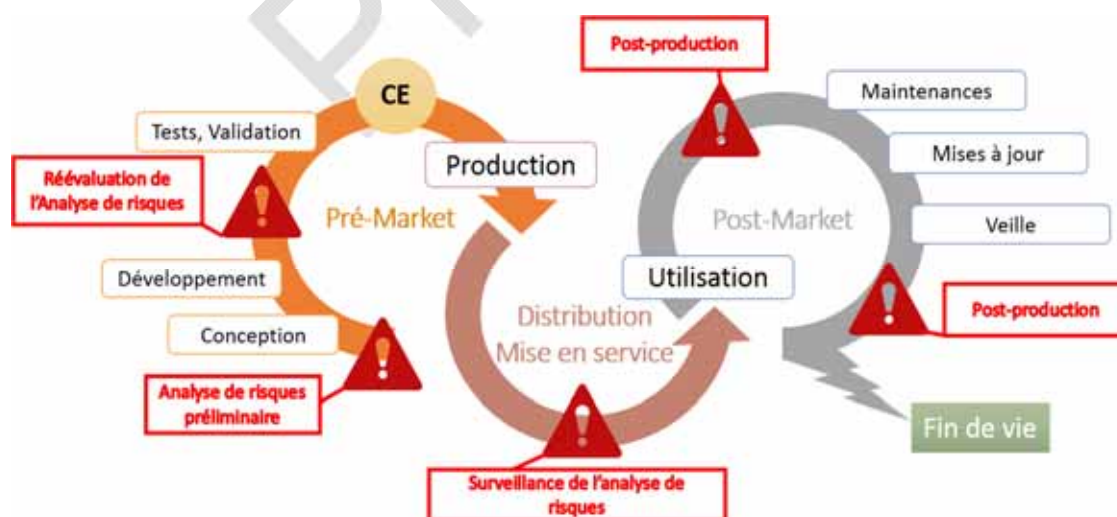 Post-production
CE
Maintenances
Tests, Validation
Mises à jour
Production
Réévaluation de
l'Analyse de risques
Pré-Market
Post-Market
Veille
Développement
Utilisation
Post-production
Distribution
Mise en service
Conception
Analyse de risques
préliminaire
Fin de vie
Surveillance de l'analyse de
risques